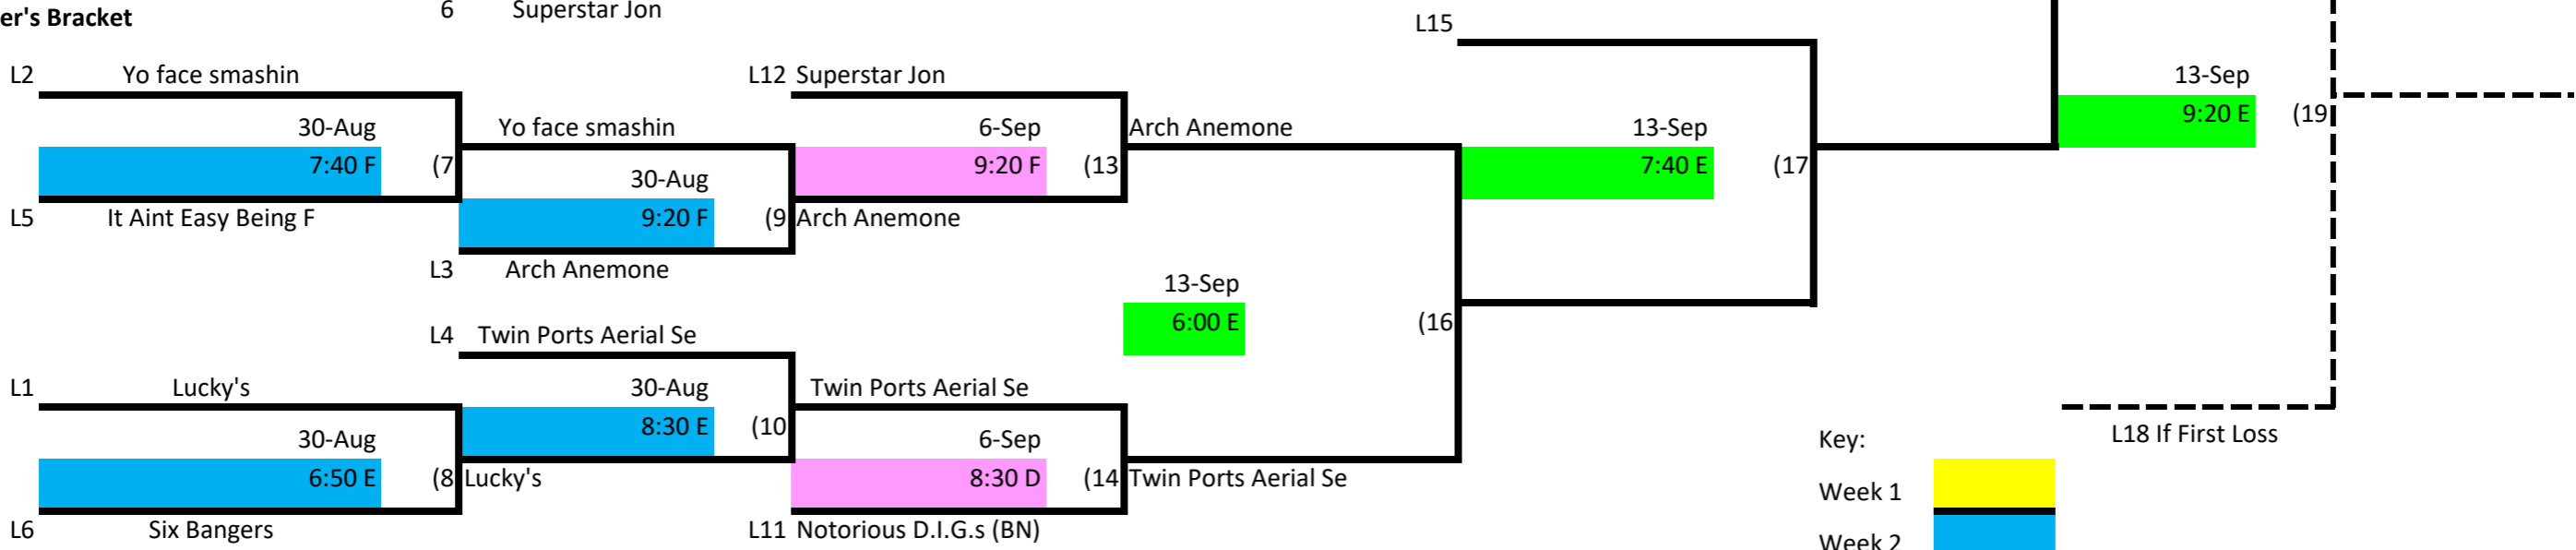 6 Superstar Jon
er's Bracket
L15
L2 Yo face smashin
L12 Superstar Jon
13-Sep
30-Aug
Yo face smashin
6-Sep
Arch Anemone
13-Sep
9:20 E (19
7:40 F (7
30-Aug
9:20 F (13
7:40 E (17
L5 It Aint Easy Being F
9:20 F (9
Arch Anemone
L3 Arch Anemone
13-Sep
6:00 E (16
L4 Twin Ports Aerial Se
L1 Lucky's
30-Aug
Twin Ports Aerial Se
30-Aug
8:30 E (10
6-Sep
Key:
L18 If First Loss
6:50 E (8
Lucky's
8:30 D (14
Twin Ports Aerial Se
Week 1
L6 Six Bangers
L11 Notorious D.I.G.s (BN)
Week 2